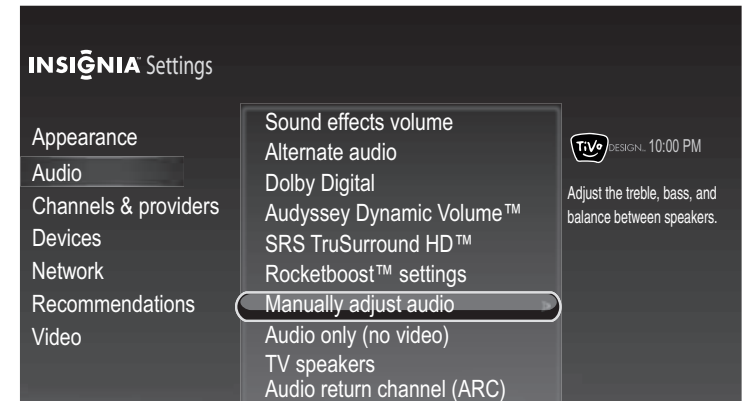 INSIGNIA™ Settings
Appearance
Audio
Channels & providers
Devices
Network
Recommendations
Video
Sound effects volume
Alternate audio
Dolby Digital
Audyssey Dynamic Volume™
SRS TruSurround HD™
Rocketboost™ settings
Manually adjust audio
Audio only (no video)
TV speakers
Audio return channel (ARC)
TiVo DESIGN™ 10:00 PM
Adjust the treble, bass, and
balance between speakers.